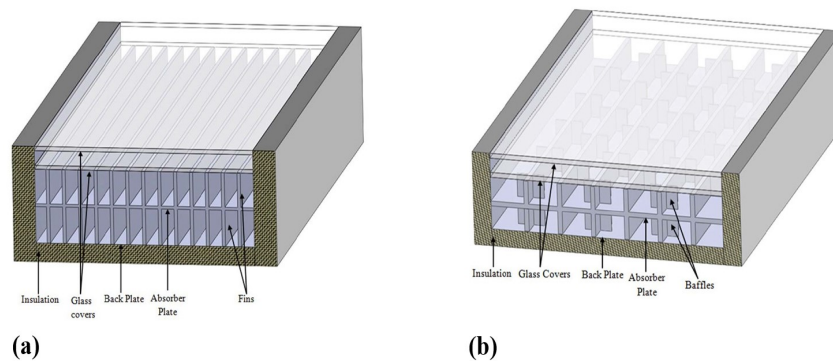 Insulation
Glass
covers
Back Plate
Absorber
Plate
Fins
(a)
Insulation
Glass Covers
Back Plate
Absorber
Plate
Baffles
(b)